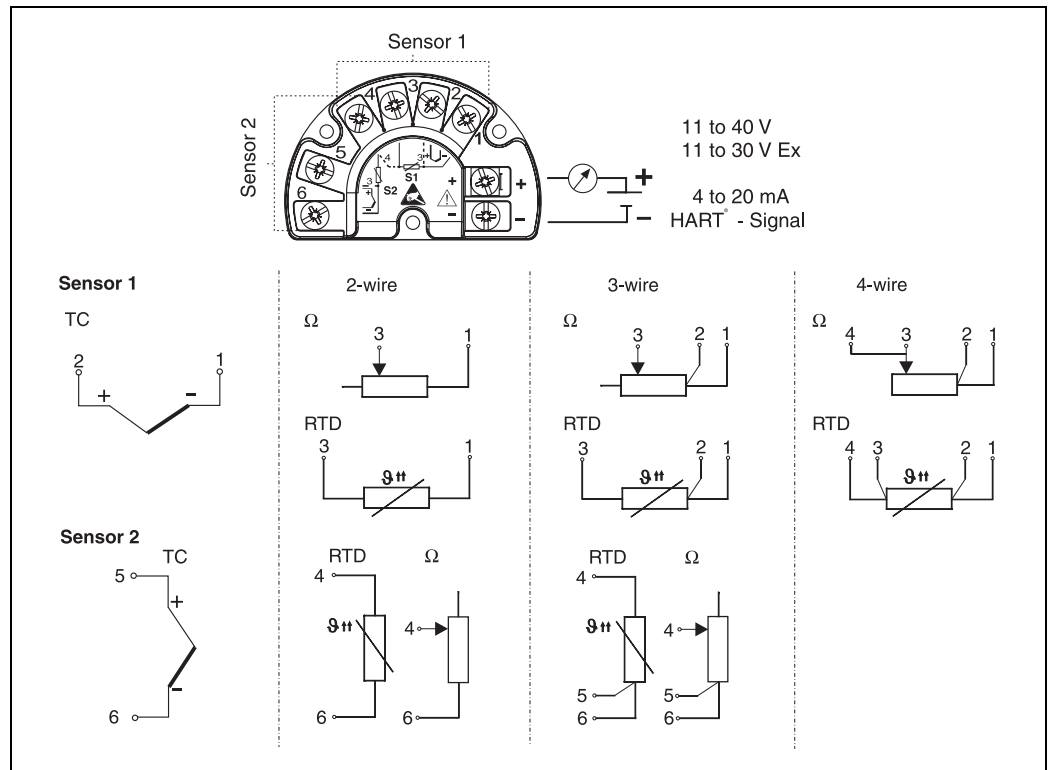 Sensor 1
Sensor 2
4 3 2
5 1
6
4 3 + -
3 S1
+ - S2
+ +
- -
11 to 40 V
11 to 30 V Ex
+
4 to 20 mA
-
HART® - Signal
Sensor 1 2-wire 3-wire 4-wire
TC
Ω Ω Ω
2 1
+ -
3 1
3 2 1
4 3 2 1
RTD RTD RTD
3 1
3 2 1
4 3 2 1
ϑ ϑ ϑ
Sensor 2
TC
RTD Ω RTD Ω
5
+
-
6
4
ϑ
4
6 6
4
ϑ
4
5 5
6 6